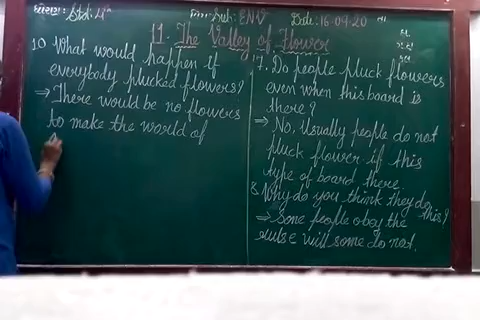 धोरण:- Std: 4th Sub: ENV Date: 16-09-20
11. The Valley of Flower
10 What would happen if
everybody plucked flowers?
⇒ There would be no flowers
to make the world of
7. Do people pluck flowers
even when this board is
there?
⇒ No, Usually people do not
pluck flower if this
type of board there.
8. Why do you think they do this?
⇒ Some people obey the
rules & will some do not.